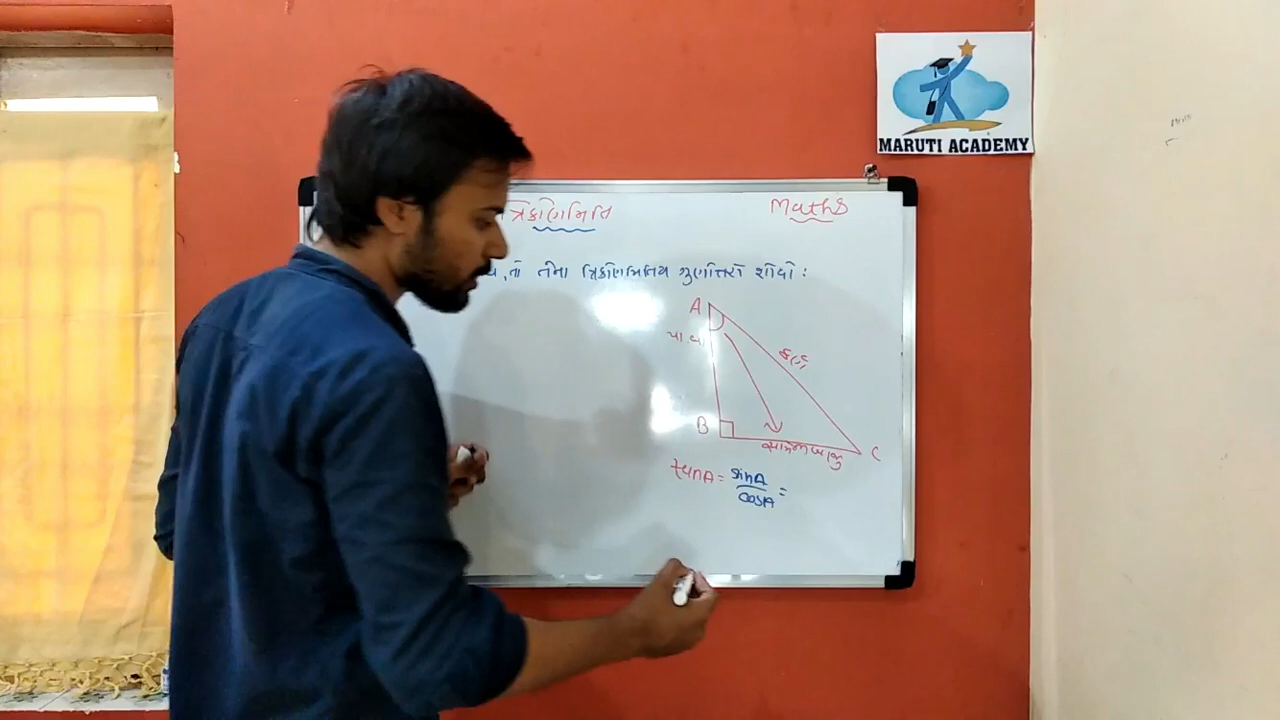 MARUTI ACADEMY
ત્રિકોણમિતિ
Maths
,તો તેના ત્રિકોણમિતિય ગુણોત્તરો શોધો :
A
પા.બા
કર્ણ
B
સામેની બાજુ
C
tanA = sinA
cosA =